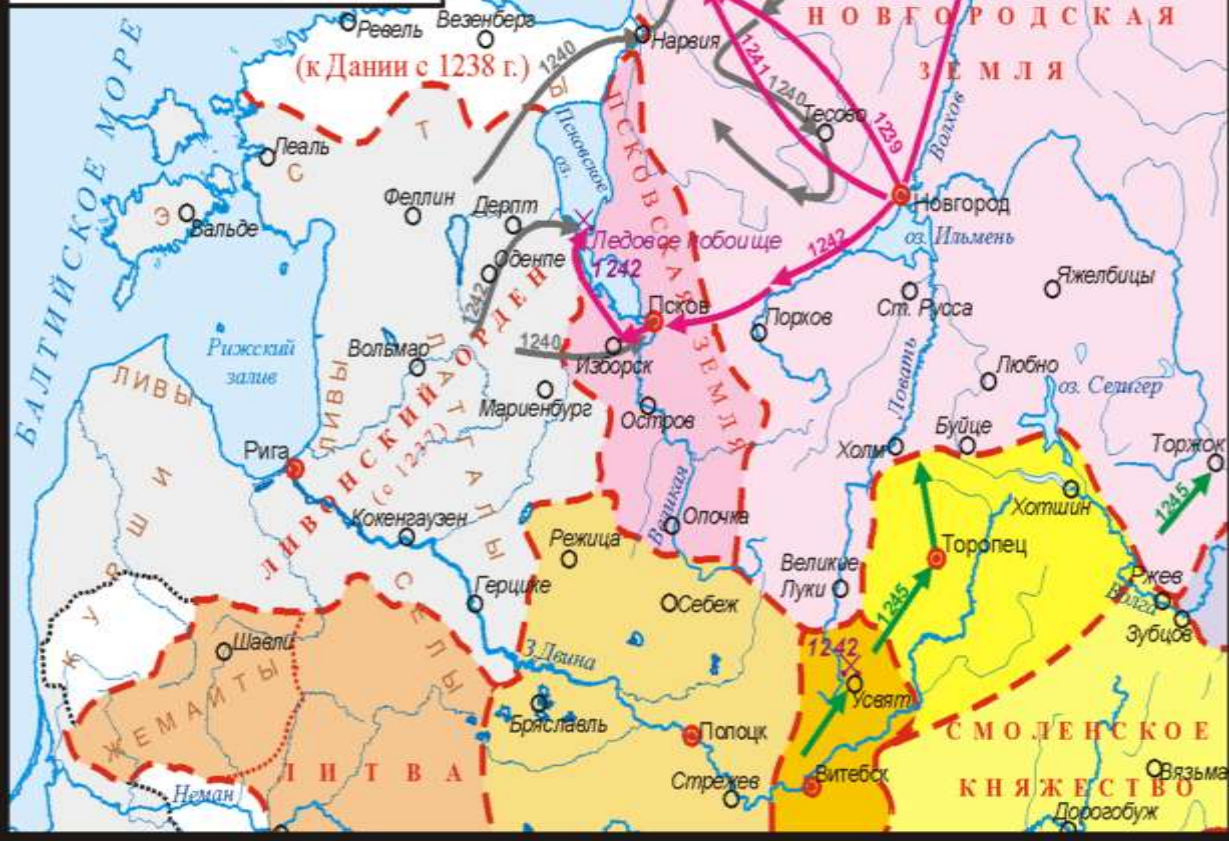 Ревель
Везенберг
(к Дании с 1238 г.)
1240
Нарвия
НОВГОРОДСКАЯ
ЗЕМЛЯ
1241
1240
Тесово
1239
Волхов
БАЛТИЙСКОЕ МОРЕ
ЭСТЫ
Леаль
Вальде
Феллин
Дерпт
Псковское
оз.
ПСКОВСКАЯ ЗЕМЛЯ
Новгород
оз. Ильмень
1242
Ледовое побоище
1242
Оденпе
1242
Яжелбицы
Ст. Русса
Псков
Порхов
1240
Изборск
Рижский
залив
Вольмар
ЛИВЫ
ЛИВЫ
ЛАТГАЛЫ
Мариенбург
Остров
Ловать
Любно
оз. Селигер
ЛИВОНСКИЙ ОРДЕН
(с 1237)
Рига
Холм
Буйце
Торжок
1245
КУРШИ
Кокенгаузен
Великая
Опочка
Хотшин
Режица
Торопец
Великие
Луки
Герцике
СЕЛЫ
Себеж
1245
Ржев
Волга
Зубцов
Шавли
ЖЕМАЙТЫ
З.Двина
1242
Усвят
Бряславль
Полоцк
СМОЛЕНСКОЕ
КНЯЖЕСТВО
ЛИТВА
Неман
Стрежев
Витебск
Вязьма
Дорогобуж